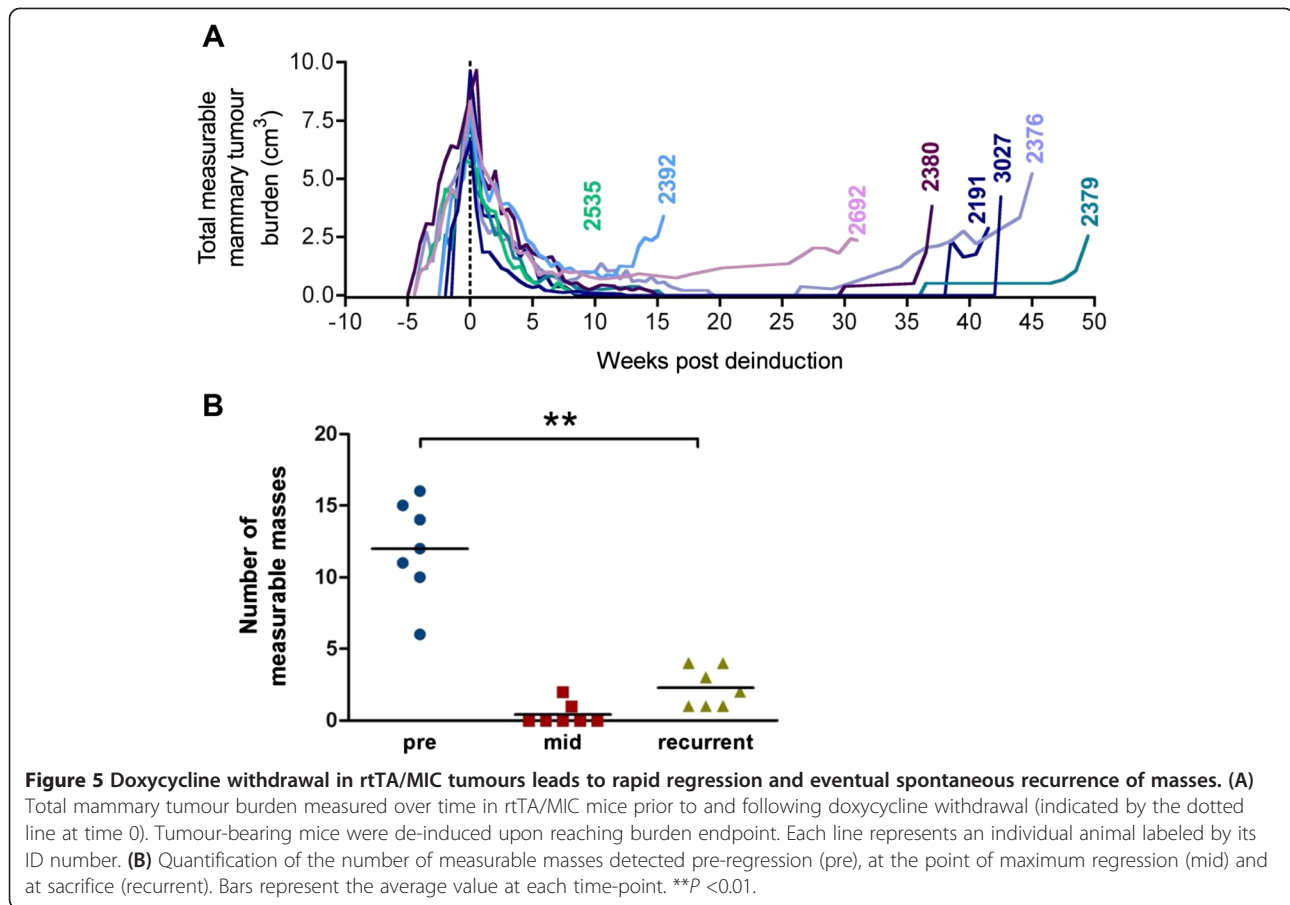 A
Total measurable
mammary tumour
burden (cm³)
10.0
7.5
5.0
2.5
0.0
2535
2392
2692
2380
2191
3027
2376
2379
-10
-5
0
5
10
15
20
25
30
35
40
45
50
Weeks post deinduction
B
Number of
measurable masses
20
15
10
5
0
**
pre
mid
recurrent
Figure 5 Doxycycline withdrawal in rtTA/MIC tumours leads to rapid regression and eventual spontaneous recurrence of masses. (A)
Total mammary tumour burden measured over time in rtTA/MIC mice prior to and following doxycycline withdrawal (indicated by the dotted
line at time 0). Tumour-bearing mice were de-induced upon reaching burden endpoint. Each line represents an individual animal labeled by its
ID number. (B) Quantification of the number of measurable masses detected pre-regression (pre), at the point of maximum regression (mid) and
at sacrifice (recurrent). Bars represent the average value at each time-point. **P <0.01.